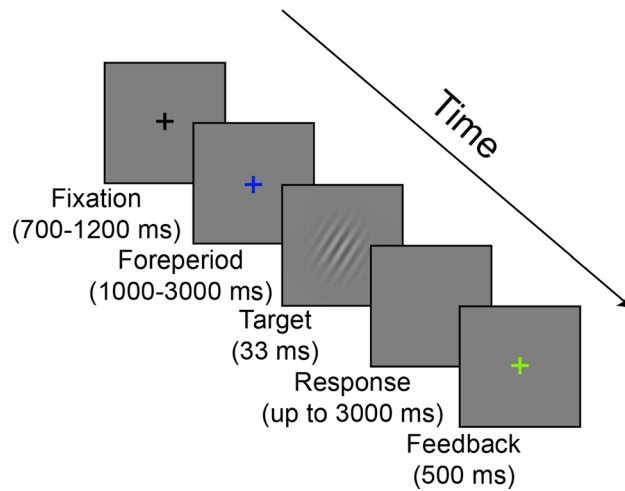 Time
Fixation
(700-1200 ms)
Foreperiod
(1000-3000 ms)
Target
(33 ms)
Response
(up to 3000 ms)
Feedback
(500 ms)